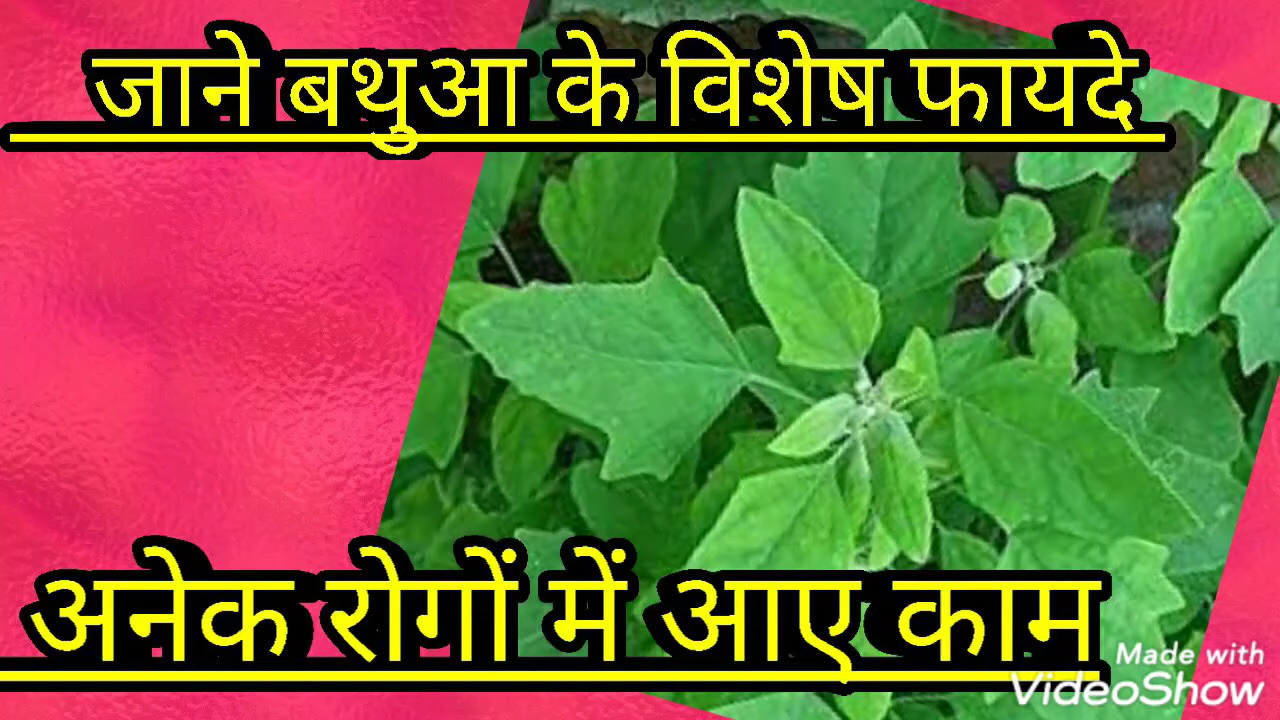 जाने बथुआ के विशेष फायदे
अनेक रोगों में आए काम
Made with
VideoShow